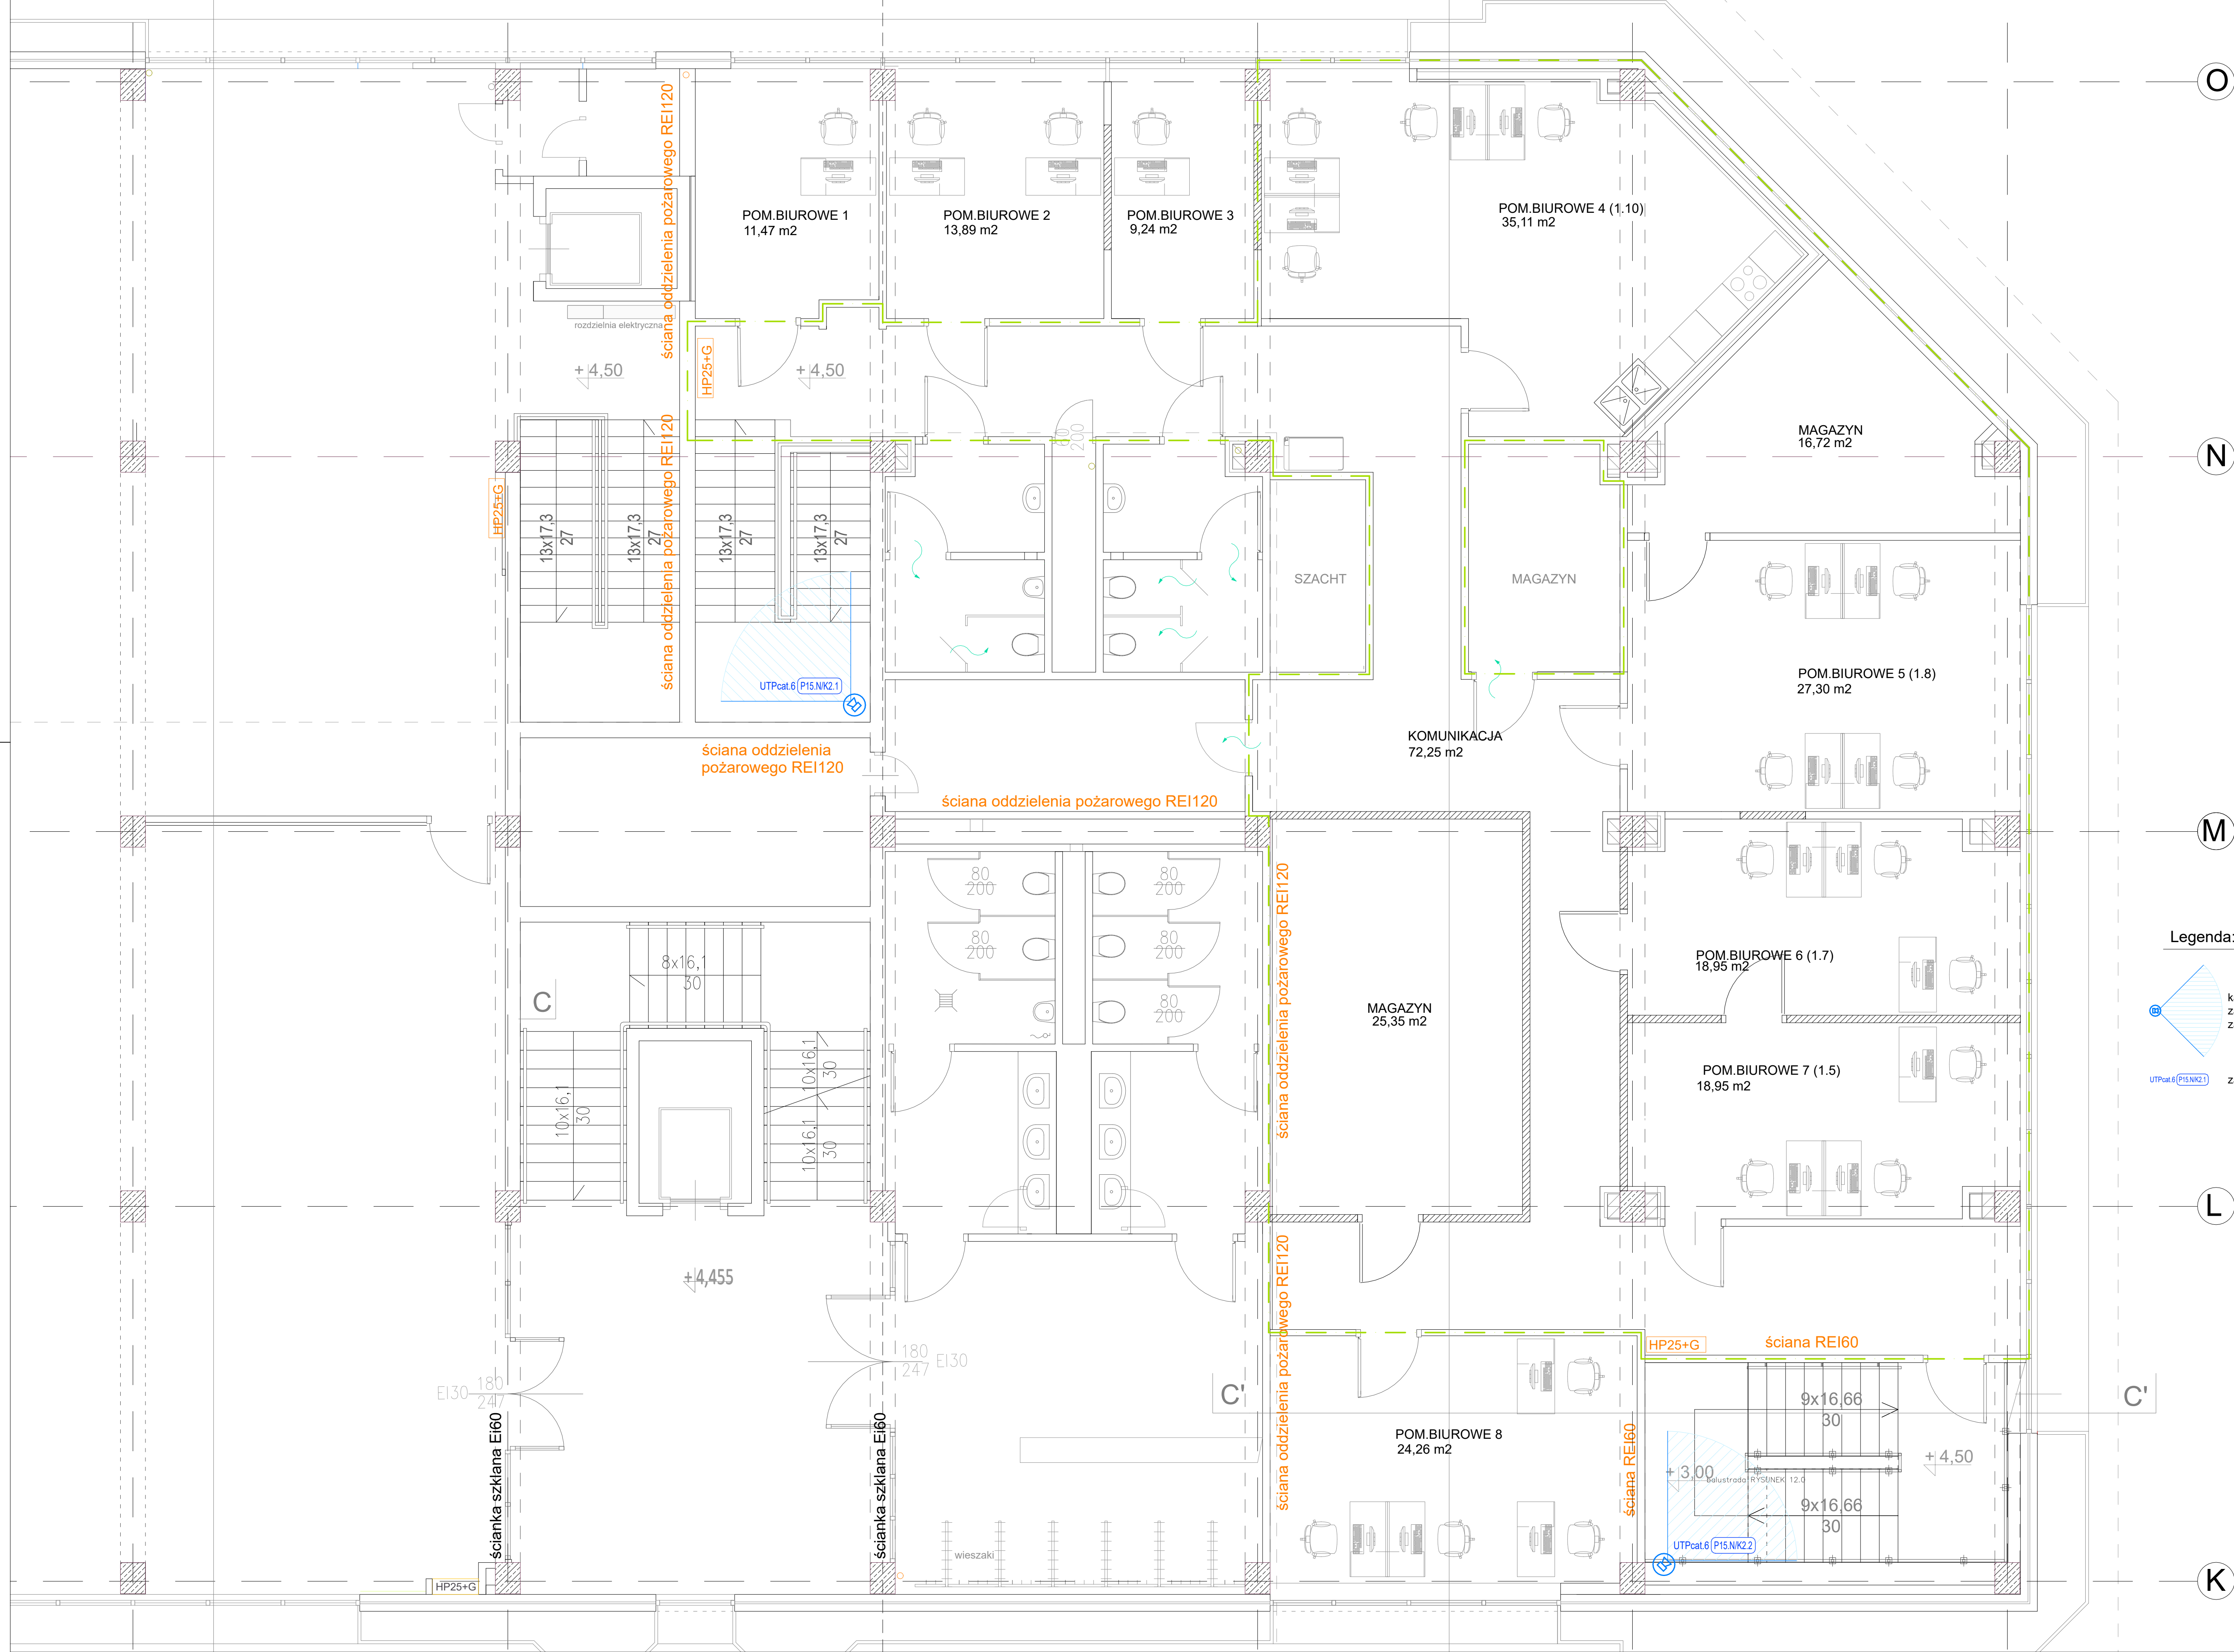 O
N
M
L
K
ściana oddzielenia pożarowego REI120
POM.BIUROWE 1
11,47 m2
POM.BIUROWE 2
13,89 m2
POM.BIUROWE 3
9,24 m2
POM.BIUROWE 4 (1.10)
35,11 m2
rozdzielnia elektryczna
HP25+G
+ 4,50
+ 4,50
80
200
MAGAZYN
16,72 m2
HP25+G
13x17,3
27
13x17,3
27
13x17,3
27
13x17,3
27
ściana oddzielenia pożarowego REI120
SZACHT
MAGAZYN
UTPcat.6 P15.N/K2.1
POM.BIUROWE 5 (1.8)
27,30 m2
KOMUNIKACJA
72,25 m2
ściana oddzielenia
pożarowego REI120
ściana oddzielenia pożarowego REI120
80
200
80
200
80
200
80
200
80
200
ściana oddzielenia pożarowego REI120
8x16,1
30
C
10x16,1
30
10x16,1
30
10x16,1
30
MAGAZYN
25,35 m2
POM.BIUROWE 6 (1.7)
18,95 m2
POM.BIUROWE 7 (1.5)
18,95 m2
Legenda:
k
z
z
UTPcat.6 P15.N/K2.1
z
+ 4,455
180
247
EI30
EI30
180
247
ścianka szklana Ei60
ścianka szklana Ei60
ściana oddzielenia pożarowego REI120
HP25+G
ściana REI60
C'
C'
POM.BIUROWE 8
24,26 m2
ściana REI60
9x16,66
30
+ 3,00
balustrada RYSUNEK 12.0
+ 4,50
9x16,66
30
UTPcat.6 P15.N/K2.2
wieszaki
HP25+G